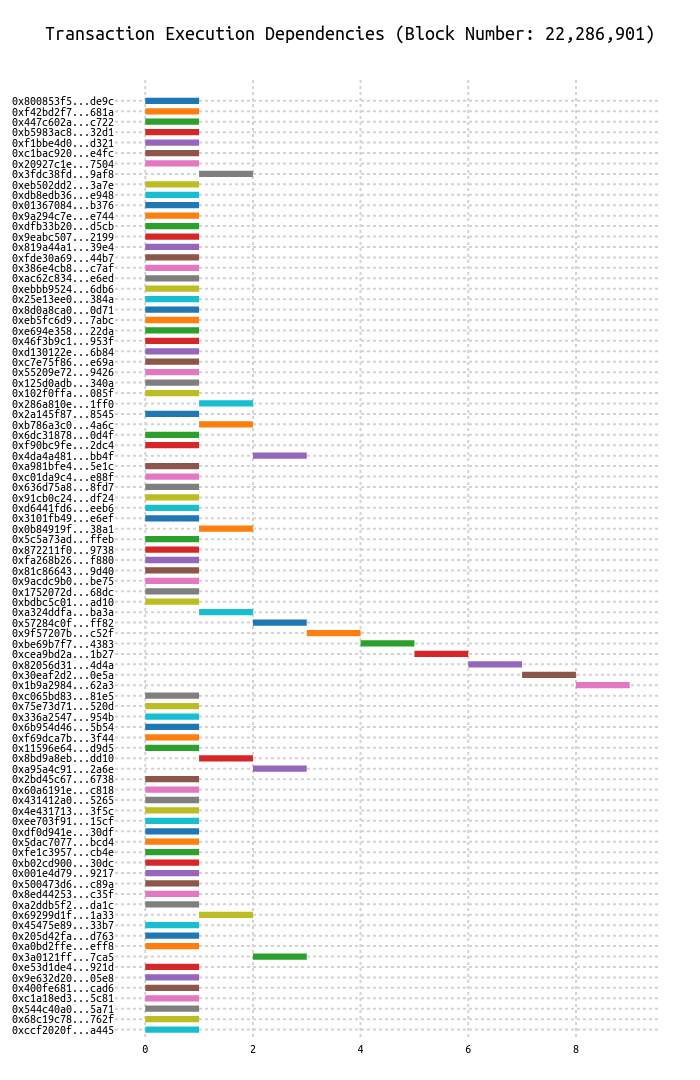 Transaction Execution Dependencies (Block Number: 22,286,901)
0x800853f5...de9c
0xf42bd2f7...681a
0x447c602a...c722
0xb5983ac8...32d1
0xf1bbe4d0...d321
0xc1bac920...e4fc
0x20927c1e...7504
0x3fdc38fd...9af8
0xeb502dd2...3a7e
0xdb8edb36...e948
0x01367084...b376
0x9a294c7e...e744
0xdfb33b20...d5cb
0x9eabc507...2199
0x819a44a1...39e4
0xfde30a69...44b7
0x386e4cb8...c7af
0xac62c834...e6ed
0xebbb9524...6db6
0x25e13ee0...384a
0x8d0a8ca0...0d71
0xeb5fc6d9...7abc
0xe694e358...22da
0x46f3b9c1...953f
0xd130122e...6b84
0xc7e75f86...e69a
0x55209e72...9426
0x125d0adb...340a
0x102f0ffa...085f
0x286a810e...1ff0
0x2a145f87...8545
0xb786a3c0...4a6c
0x6dc31878...0d4f
0xf90bc9fe...2dc4
0x4da4a481...bb4f
0xa981bfe4...5e1c
0xc01da9c4...e88f
0x636d75a8...8fd7
0x91cb0c24...df24
0xd6441fd6...eeb6
0x3101fb49...e6ef
0x0b84919f...38a1
0x5c5a73ad...ffeb
0x872211f0...9738
0xfa268b26...f880
0x81c86643...9d40
0x9acdc9b0...be75
0x1752072d...68dc
0xbdbc5c01...ad10
0xa324ddfa...ba3a
0x57284c0f...ff82
0x9f57207b...c52f
0xbe69b7f7...4383
0xcea9bd2a...1b27
0x82056d31...4d4a
0x30eaf2d2...0e5a
0x1b9a2984...62a3
0xc065bd83...81e5
0x75e73d71...520d
0x336a2547...954b
0x6b954d46...5b54
0xf69dca7b...3f44
0x11596e64...d9d5
0x8bd9a8eb...dd10
0xa95a4c91...2a6e
0x2bd45c67...6738
0x60a6191e...c818
0x431412a0...5265
0x4e431713...3f5c
0xee703f91...15cf
0xdf0d941e...30df
0x5dac7077...bcd4
0xfe1c3957...cb4e
0xb02cd900...30dc
0x001e4d79...9217
0x500473d6...c89a
0x8ed44253...c35f
0xa2ddb5f2...da1c
0x69299d1f...1a33
0x45475e89...33b7
0x205d42fa...d763
0xa0bd2ffe...eff8
0x3a0121ff...7ca5
0xe53d1de4...921d
0x9e632d20...05e8
0x400fe681...cad6
0xc1a18ed3...5c81
0x544c40a0...5a71
0x68c19c78...762f
0xccf2020f...a445
0 2 4 6 8